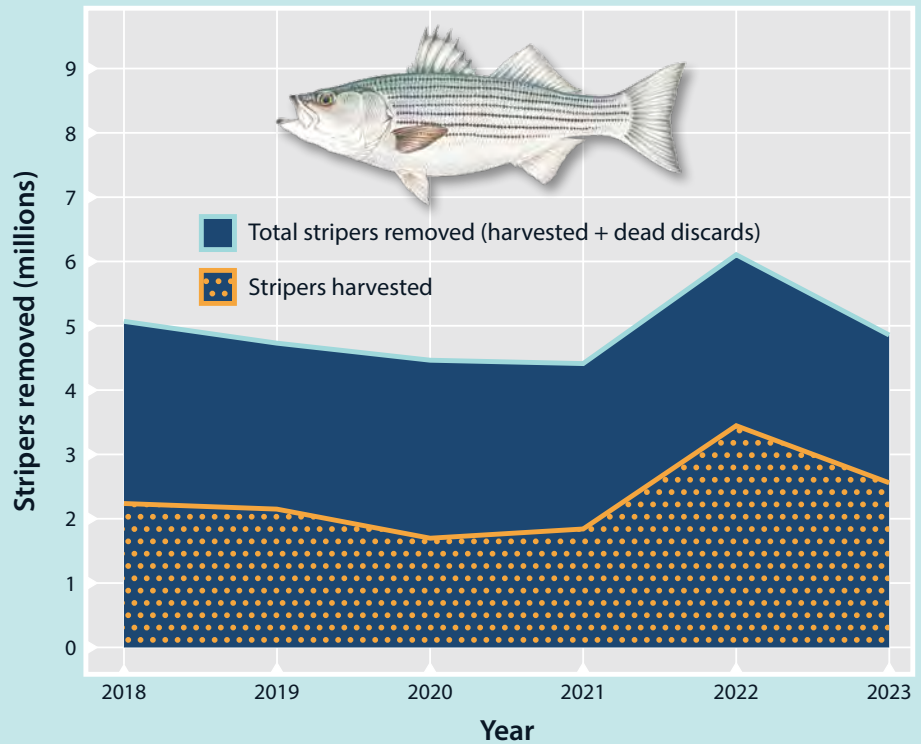 9
8
7
6
5
4
3
2
1
0
Stripers removed (millions)
Total stripers removed (harvested + dead discards)
Stripers harvested
2018 2019 2020 2021 2022 2023
Year